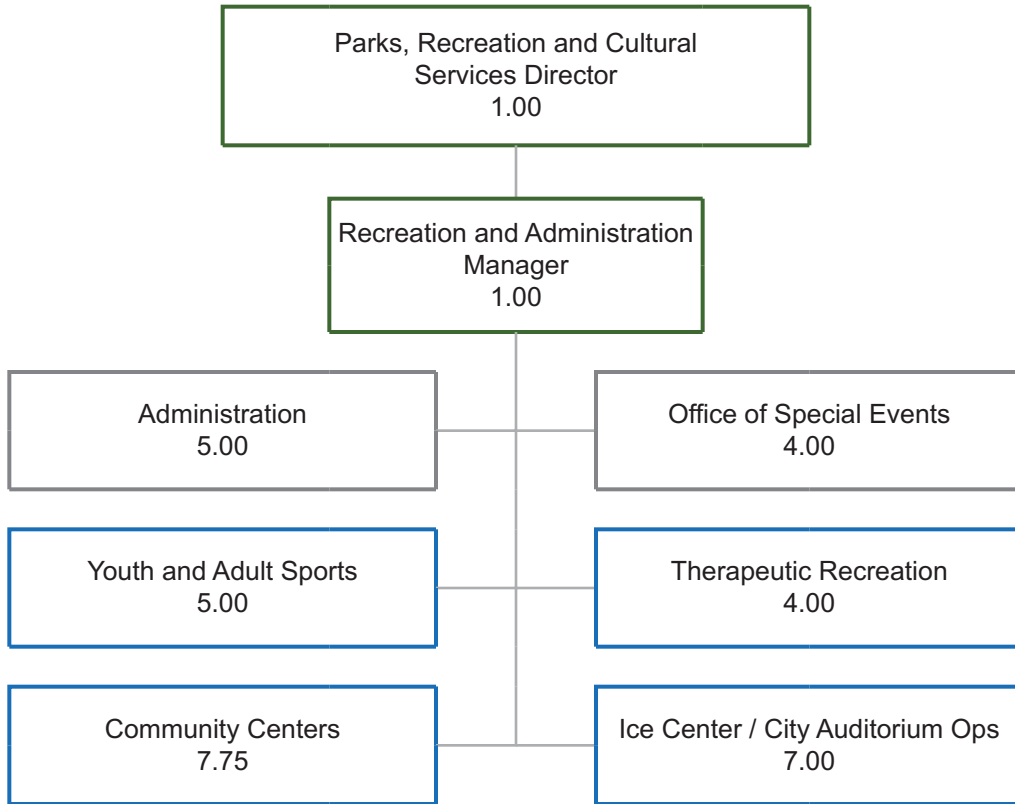 Parks, Recreation and Cultural
Services Director
1.00
Recreation and Administration
Manager
1.00
Administration
5.00
Office of Special Events
4.00
Youth and Adult Sports
5.00
Therapeutic Recreation
4.00
Community Centers
7.75
Ice Center / City Auditorium Ops
7.00